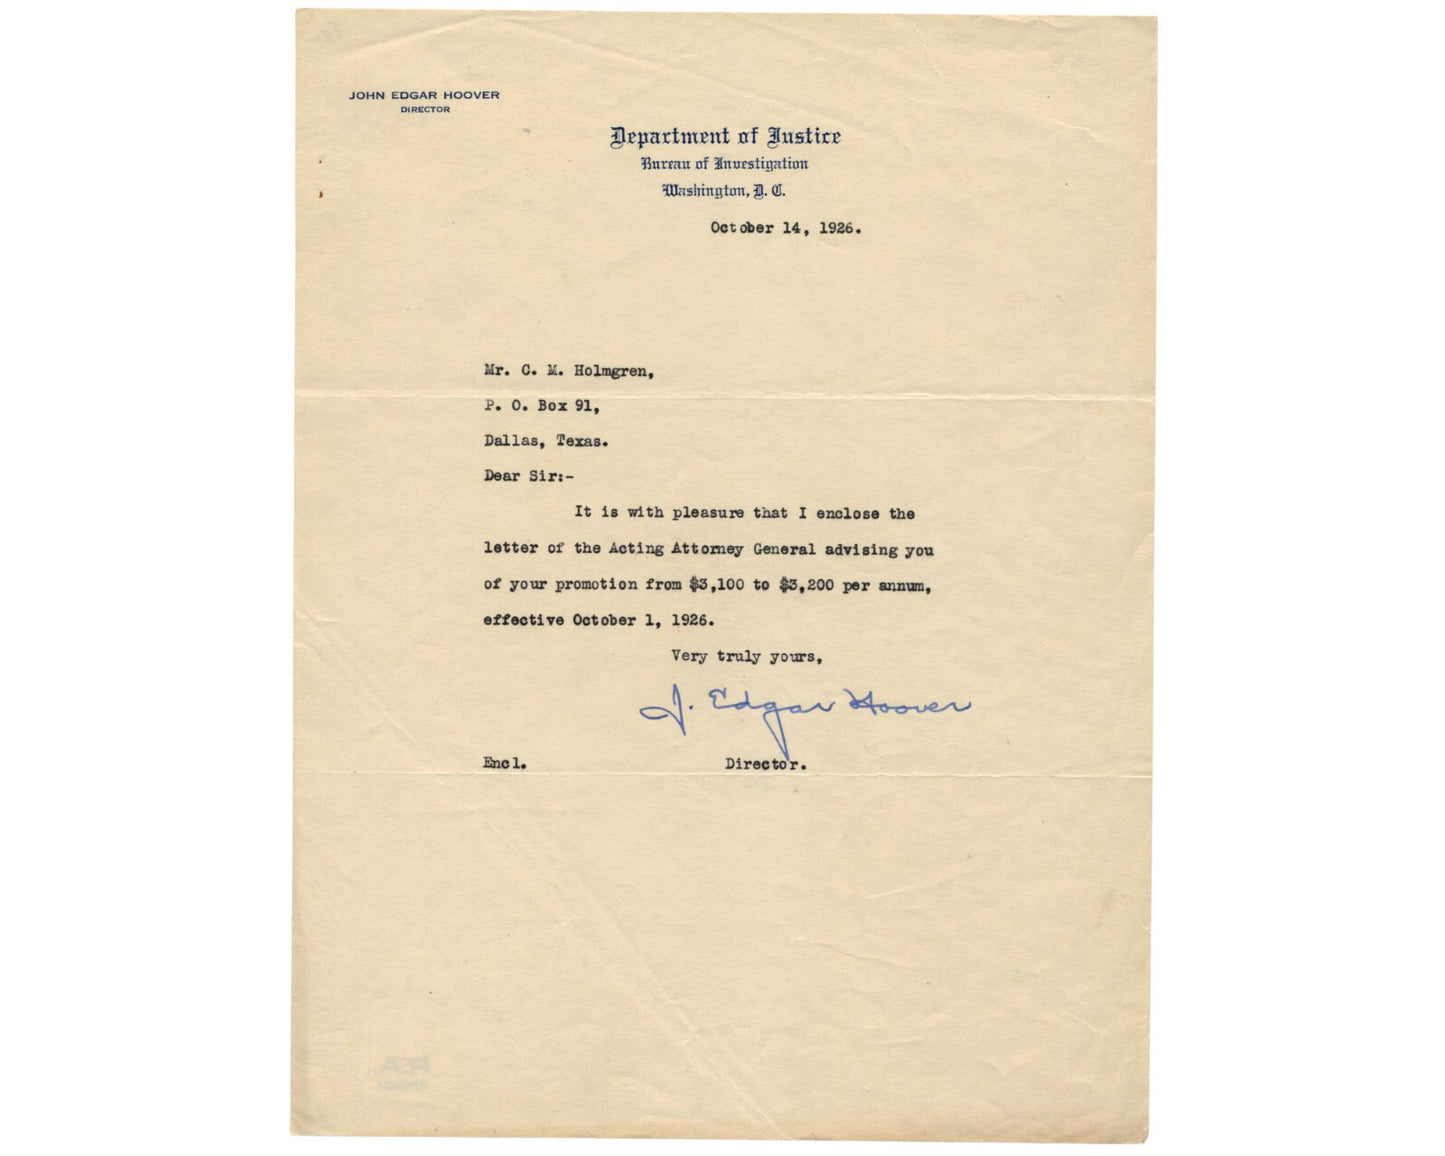 JOHN EDGAR HOOVER
DIRECTOR
Department of Justice
Bureau of Investigation
Washington, D. C.
October 14, 1926.
Mr. C. M. Holmgren,
P. O. Box 91,
Dallas, Texas.
Dear Sir:-
It is with pleasure that I enclose the
letter of the Acting Attorney General advising you
of your promotion from $3,100 to $3,200 per annum,
effective October 1, 1926.
Very truly yours,
J. Edgar Hoover
Encl.
Director.